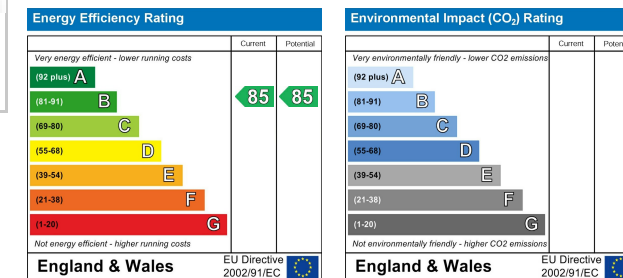 Energy Efficiency Rating
Current Potential
Very energy efficient - lower running costs
(92 plus) A
(81-91) B
85 85
(69-80) C
(55-68) D
(39-54) E
(21-38) F
(1-20) G
Not energy efficient - higher running costs
England & Wales
EU Directive
2002/91/EC
Environmental Impact (CO2) Rating
Current Poten
Very environmentally friendly - lower CO2 emissions
(92 plus) A
(81-91) B
(69-80) C
(55-68) D
(39-54) E
(21-38) F
(1-20) G
Not environmentally friendly - higher CO2 emissions
England & Wales
EU Directive
2002/91/EC